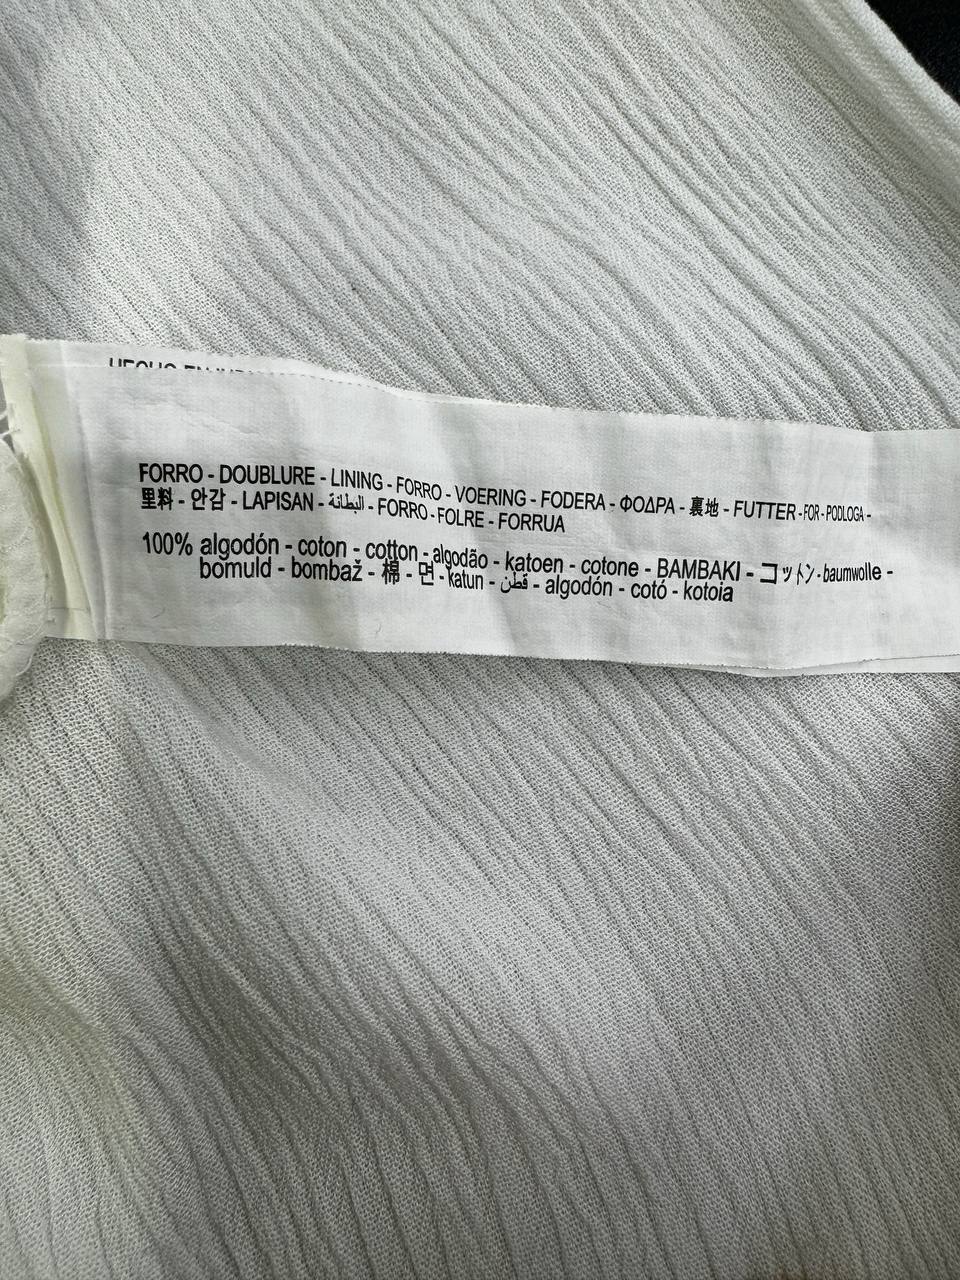 FORRO - DOUBLURE - LINING - FORRO - VOERING - FODERA - ΦΟΔΡΑ - 裏地 - FUTTER - FOR - PODLOGA -
里料 - 안감 - LAPISAN - البطانة - FORRO - FOLRE - FORRUA
100% algodón - coton - cotton - algodão - katoen - cotone - BAMBAKI - コットン - baumwolle -
bomuld - bombaž - 棉 - 면 - katun - قطن - algodón - cotó - kotoia